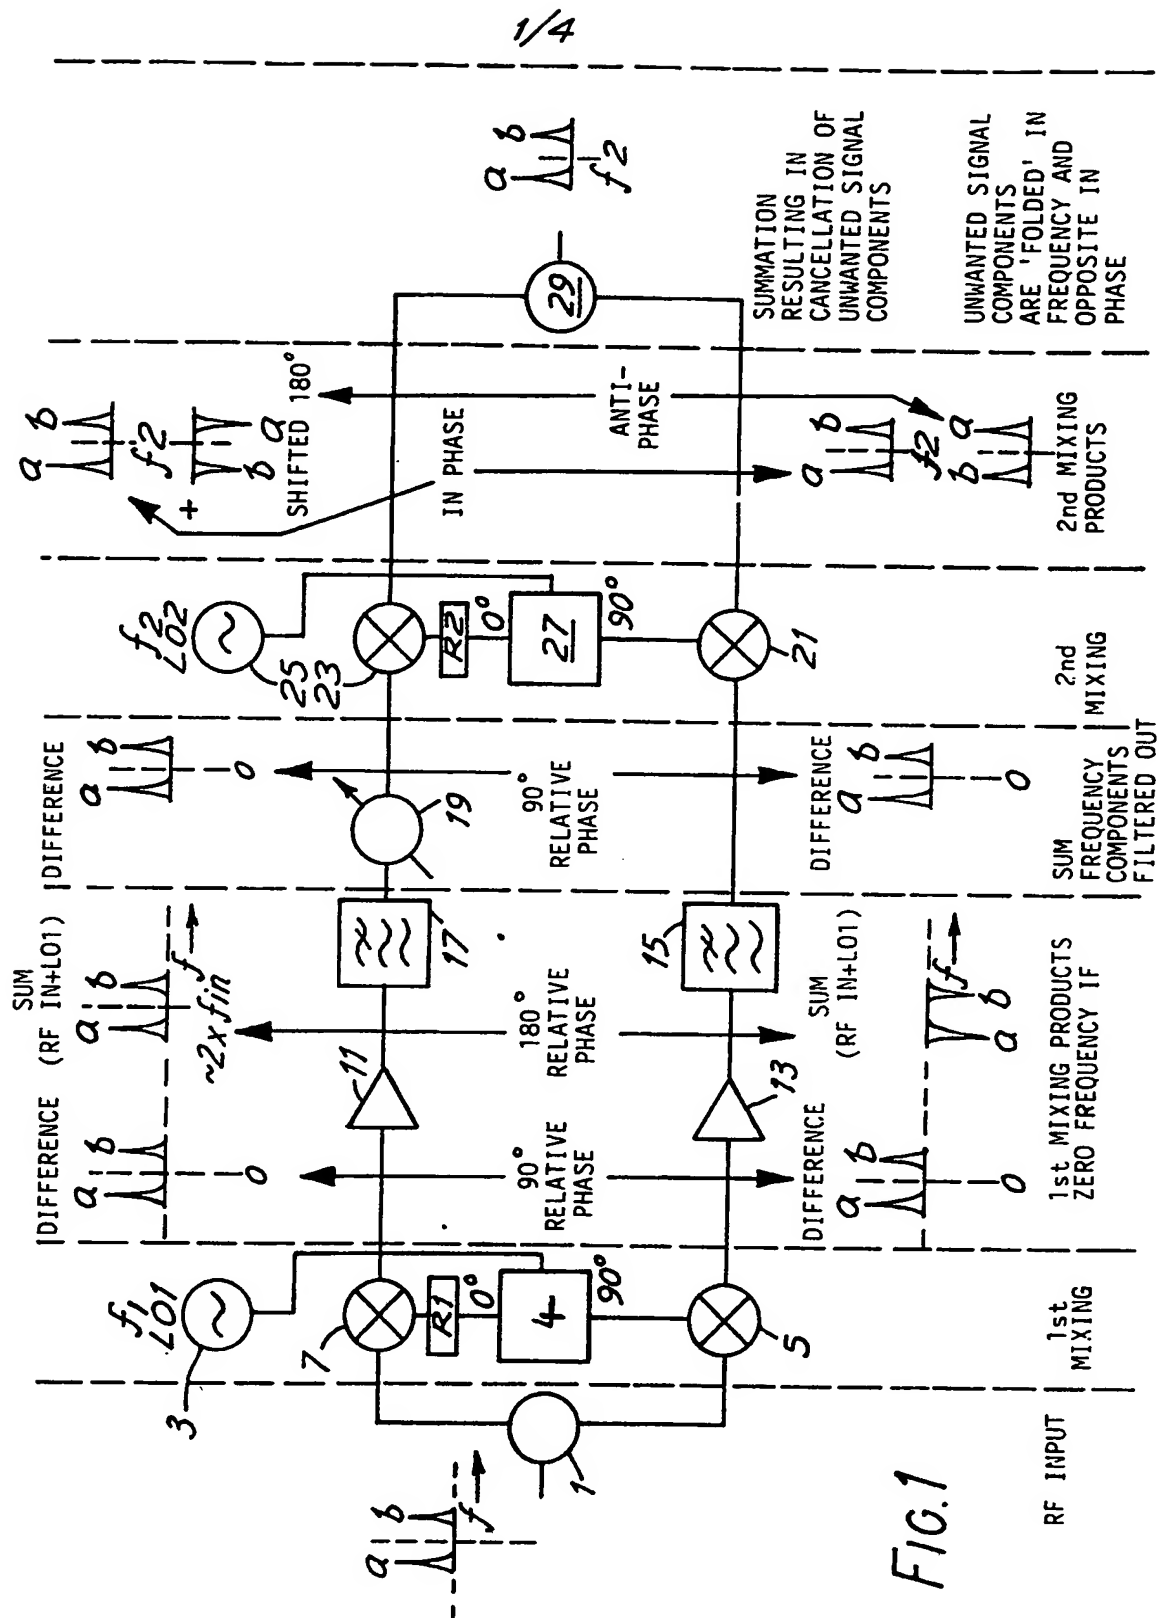 1/4
a b
f
1
RF INPUT
FIG.1
f1
LO1
3
7
R1
0°
4
90°
5
1st
MIXING
DIFFERENCE
a b
0
SUM
(RF IN+LO1)
a b
f
~2xfin
90°
RELATIVE
PHASE
11
180°
RELATIVE
PHASE
17
13
15
DIFFERENCE
a b
0
SUM
(RF IN+LO1)
f
a b
1st MIXING PRODUCTS
ZERO FREQUENCY IF
DIFFERENCE
a b
0
19
90°
RELATIVE
PHASE
DIFFERENCE
a b
0
SUM
FREQUENCY
COMPONENTS
FILTERED OUT
f2
LO2
25
23
R2
0°
27
90°
21
2nd
MIXING
a b
f2
+
b a
SHIFTED 180°
IN PHASE
ANTI-
PHASE
a b
f2
b a
2nd MIXING
PRODUCTS
29
a b
f2
SUMMATION
RESULTING IN
CANCELLATION OF
UNWANTED SIGNAL
COMPONENTS
UNWANTED SIGNAL
COMPONENTS
ARE 'FOLDED' IN
FREQUENCY AND
OPPOSITE IN
PHASE